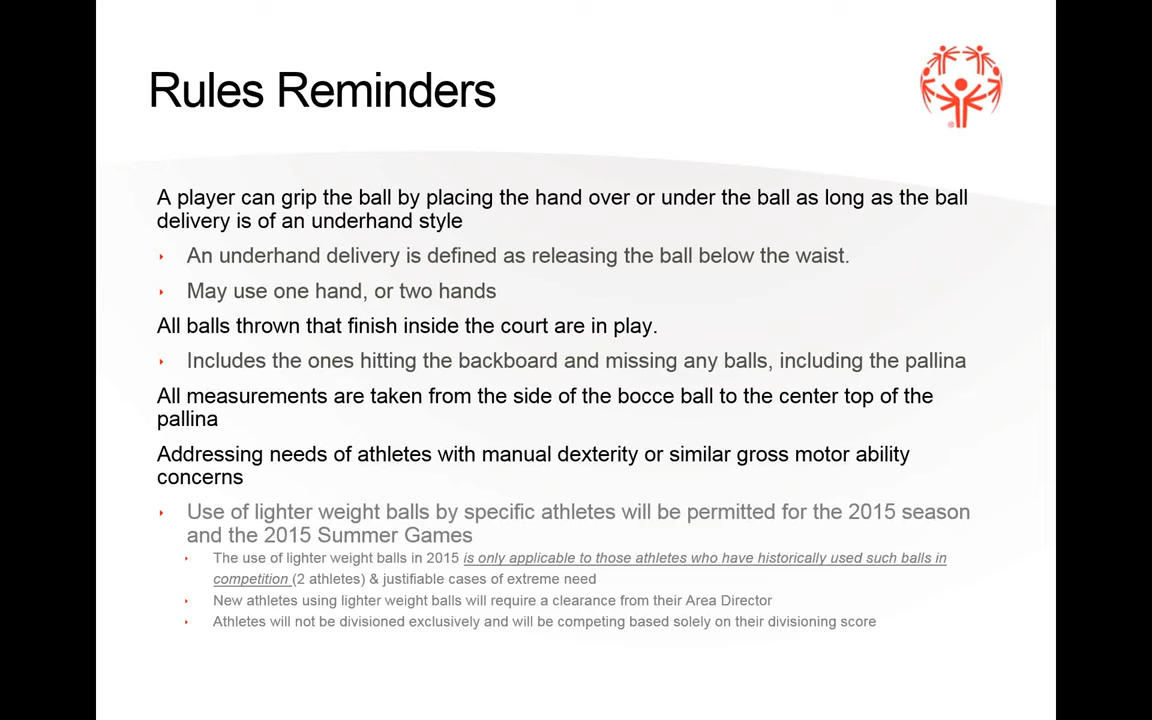 Rules Reminders
A player can grip the ball by placing the hand over or under the ball as long as the ball
delivery is of an underhand style
An underhand delivery is defined as releasing the ball below the waist.
May use one hand, or two hands
All balls thrown that finish inside the court are in play.
Includes the ones hitting the backboard and missing any balls, including the pallina
All measurements are taken from the side of the bocce ball to the center top of the
pallina
Addressing needs of athletes with manual dexterity or similar gross motor ability
concerns
Use of lighter weight balls by specific athletes will be permitted for the 2015 season
and the 2015 Summer Games
The use of lighter weight balls in 2015 is only applicable to those athletes who have historically used such balls in
competition (2 athletes) & justifiable cases of extreme need
New athletes using lighter weight balls will require a clearance from their Area Director
Athletes will not be divisioned exclusively and will be competing based solely on their divisioning score